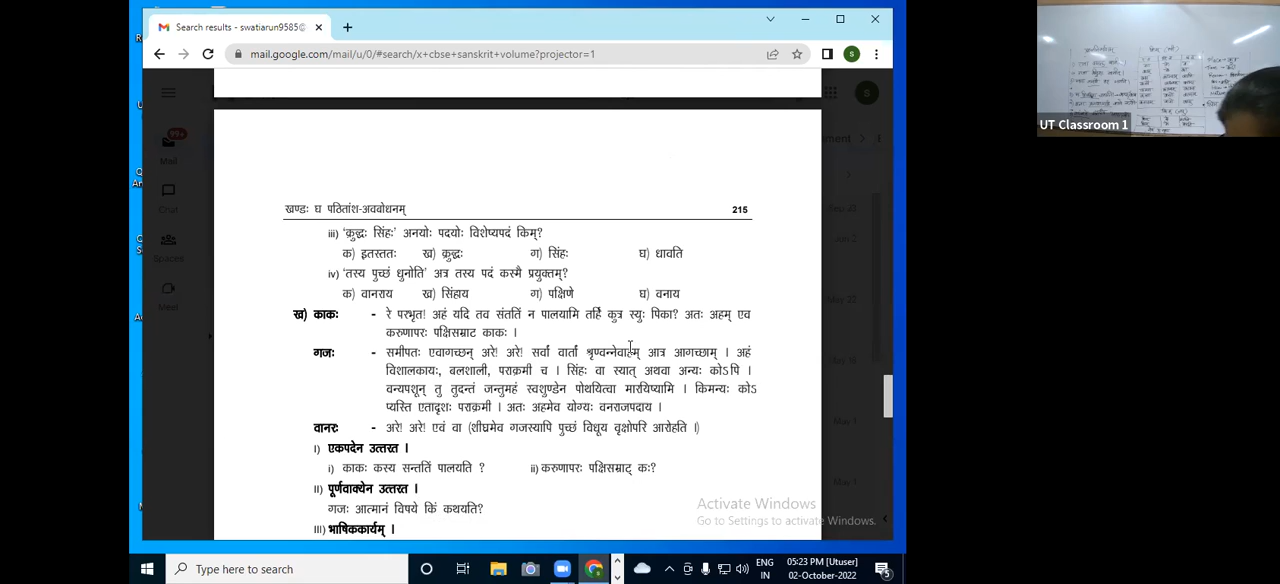 Search results - swatiarun9585@
mail.google.com/mail/u/0/#search/x+cbse+sanskrit+volume?projector=1
UT Classroom 1
99+
Mail
Chat
Spaces
Meet
खण्डः घ पठितांश-अवबोधनम्
215
iii) 'क्रुद्धः सिंहः' अनयोः पदयोः विशेष्यपदं किम्?
क) इतस्ततः ख) क्रुद्धः ग) सिंहः घ) धावति
iv) 'तस्य पुच्छं धुनोति' अत्र तस्य पदं कस्मै प्रयुक्तम्?
क) वानराय ख) सिंहाय ग) पक्षिणे घ) वनाय
ख) काकः - रे परभृत! अहं यदि तव संततिं न पालयामि तर्हि कुत्र स्युः पिकाः? अतः अहम् एव
करुणापरः पक्षिसम्राट काकः ।
गजः - समीपतः एवागच्छन् अरे! अरे! सर्वां वार्तां श्रृण्वन्नेवाहम् आत्र आगच्छाम् । अहं
विशालकायः, बलशाली, पराक्रमी च । सिंहः वा स्यात् अथवा अन्यः कोऽपि ।
वन्यपशून् तु तुदन्तं जन्तुमहं स्वशुण्डेन पोथयित्वा मारयिष्यामि । किमन्यः कोऽ
प्यस्ति एतादृशः पराक्रमी । अतः अहमेव योग्यः वनराजपदाय ।
वानरः - अरे! अरे! एवं वा (शीघ्रमेव गजस्यापि पुच्छं विधूय वृक्षोपरि आरोहति ।)
I) एकपदेन उत्तरत ।
i) काकः कस्य सन्ततिं पालयति ? ii) करुणापरः पक्षिसम्राट् कः?
II) पूर्णवाक्येन उत्तरत ।
गजः आत्मानं विषये किं कथयति?
III) भाषिककार्यम् ।
Activate Windows
Go to Settings to activate Windows.
Type here to search
ENG
IN
05:23 PM [Utuser]
02-October-2022
5